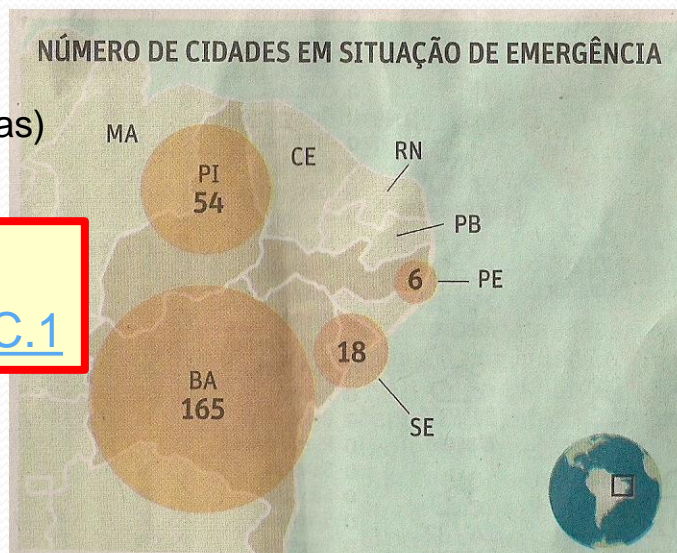 NÚMERO DE CIDADES EM SITUAÇÃO DE EMERGÊNCIA
as)
MA
CE
RN
PI
54
PB
6
PE
C.1
18
BA
165
SE